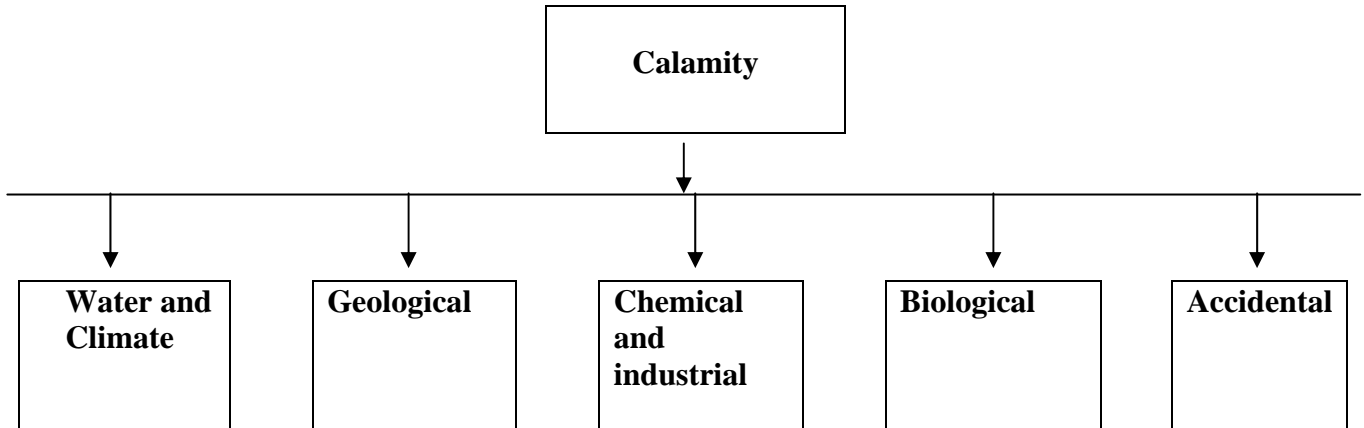 Calamity
Water and
Climate
Geological
Chemical
and
industrial
Biological
Accidental